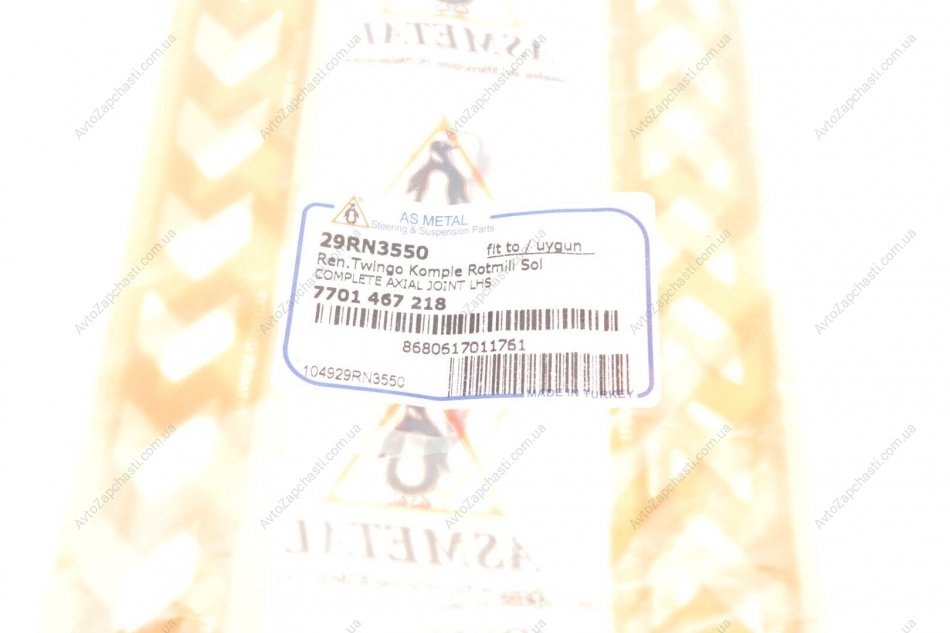 ASMETAL
AS METAL
Steering & Suspension Parts
29RN3550 fit to / uygun
Ren.Twingo Komple Rotmili Sol
COMPLETE AXIAL JOINT LHS
7701 467 218
8680617011761
104929RN3550
MADE IN TURKEY
ASMETAL
AvtoZapchasti.com.ua